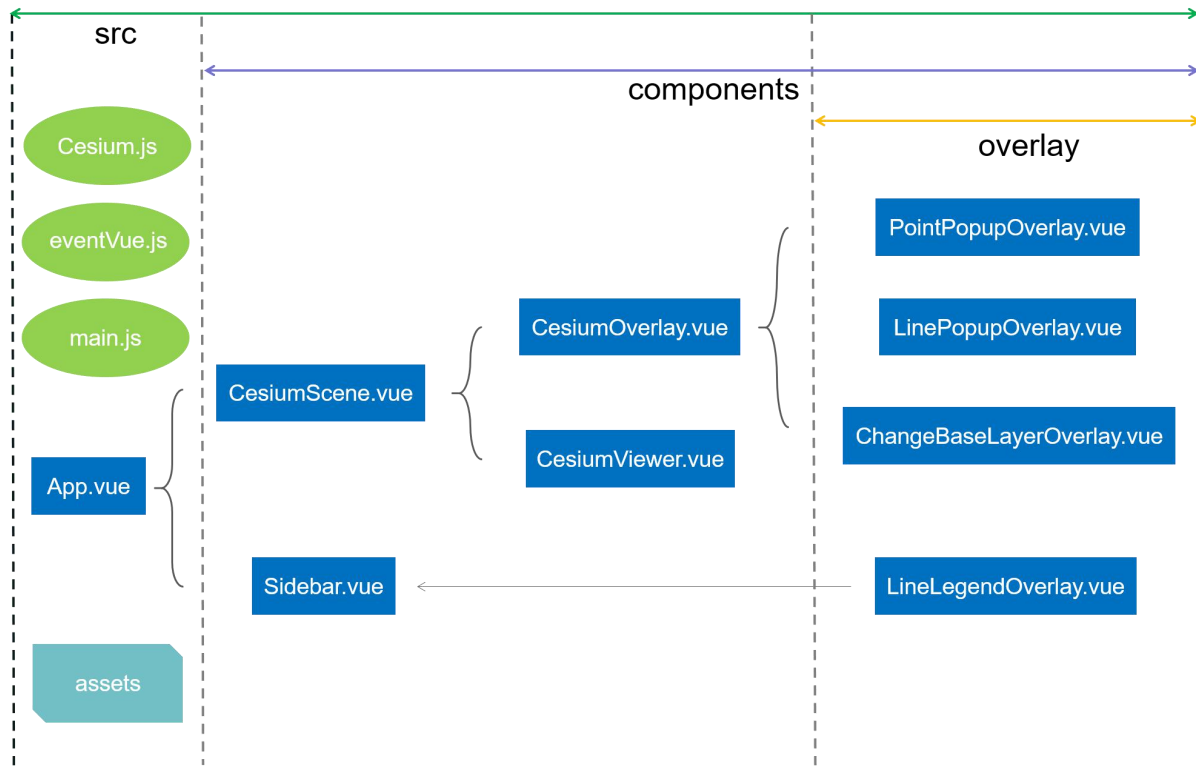 src
components
overlay
Cesium.js
eventVue.js
main.js
App.vue
assets
CesiumScene.vue
Sidebar.vue
CesiumOverlay.vue
CesiumViewer.vue
PointPopupOverlay.vue
LinePopupOverlay.vue
ChangeBaseLayerOverlay.vue
LineLegendOverlay.vue